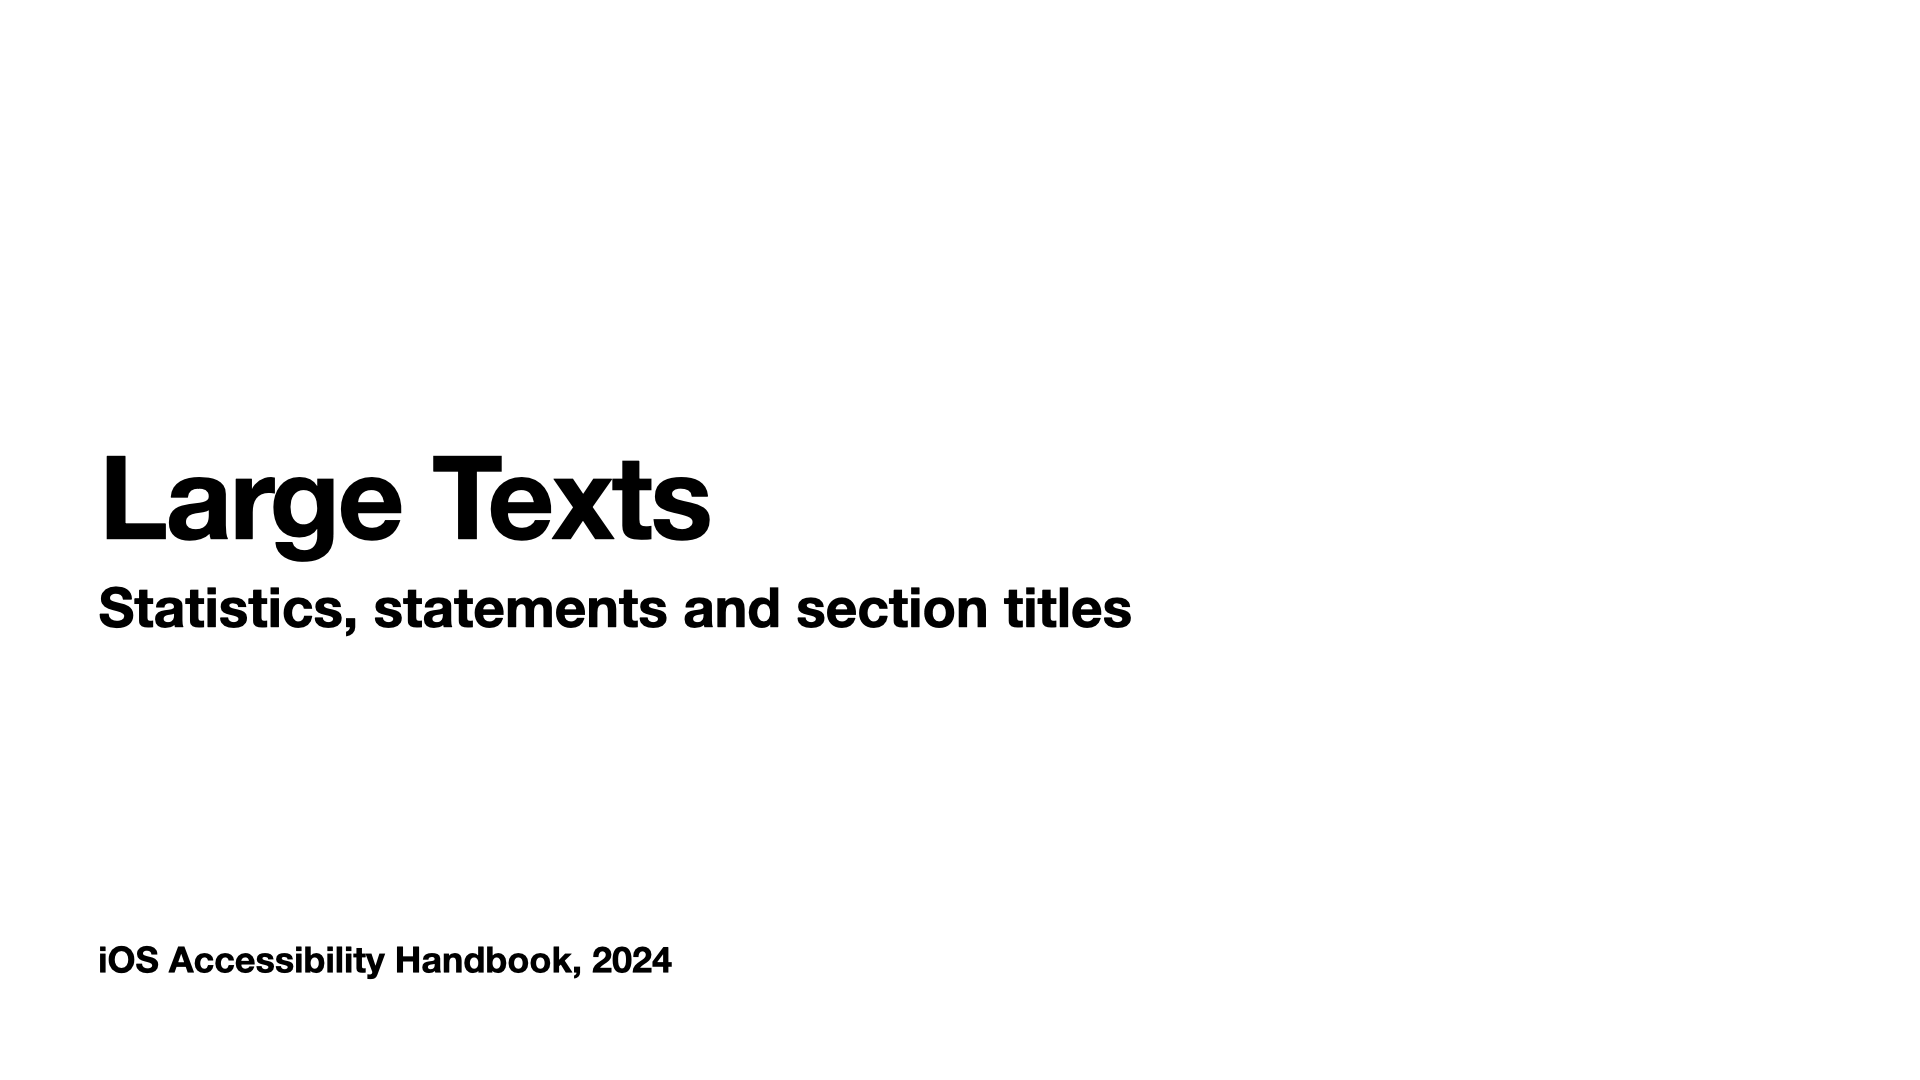 Large Texts
Statistics, statements and section titles
iOS Accessibility Handbook, 2024